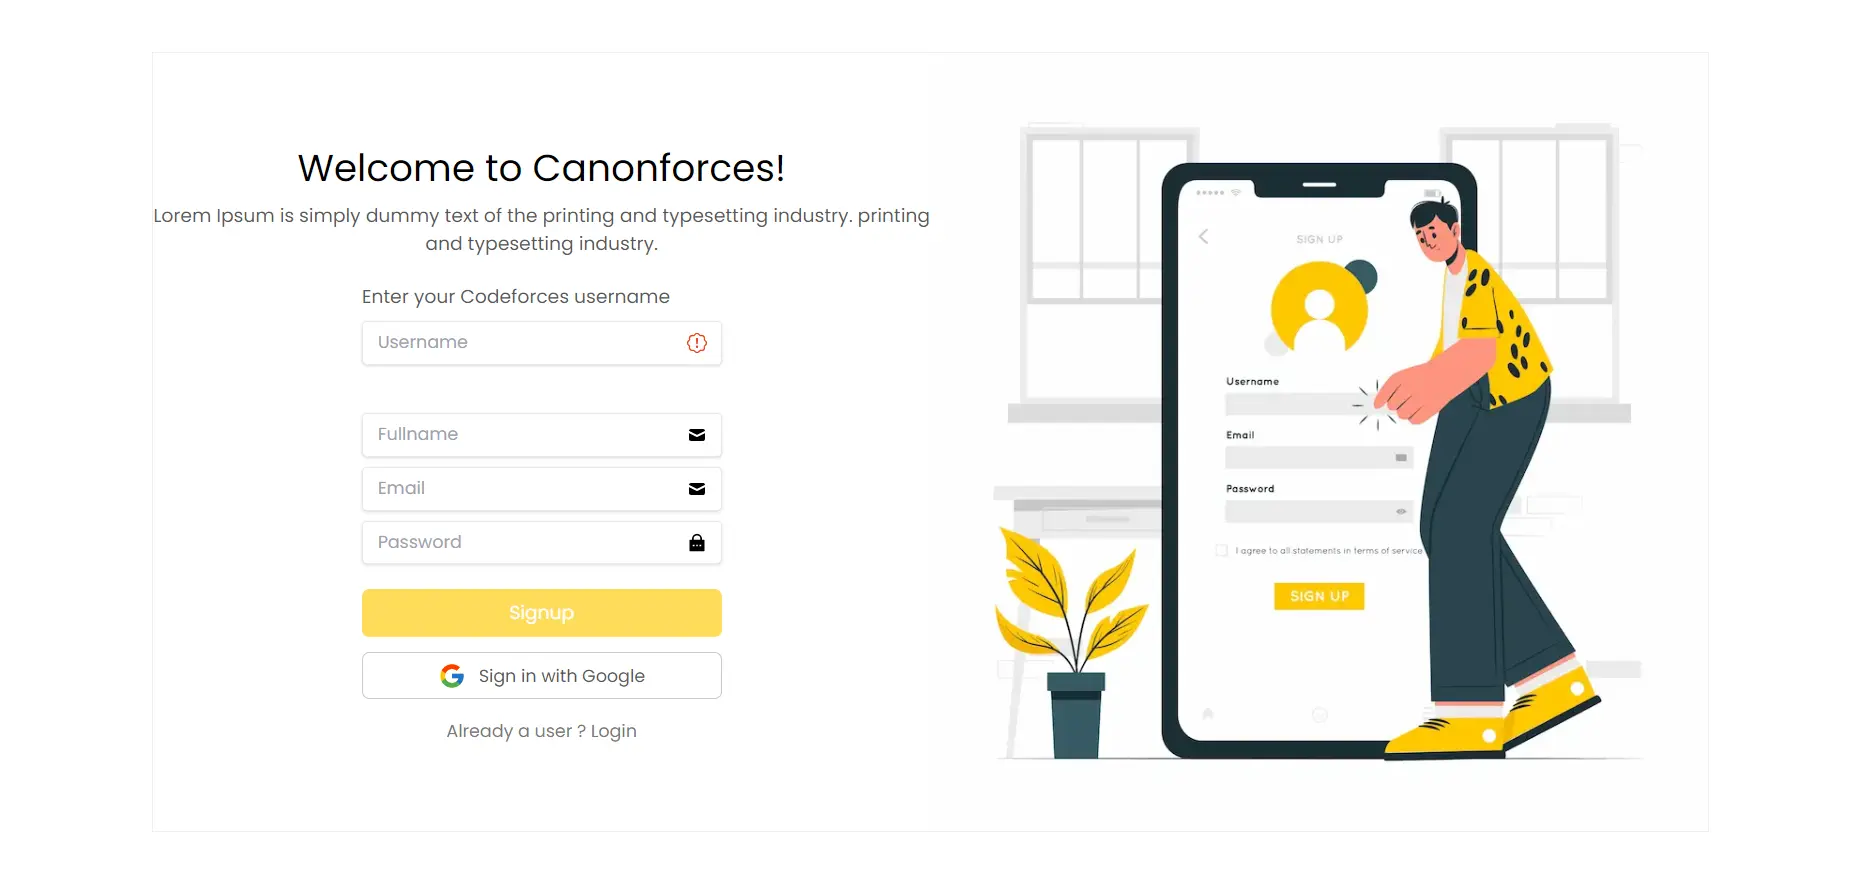 Welcome to Canonforces!
Lorem Ipsum is simply dummy text of the printing and typesetting industry. printing
and typesetting industry.
Enter your Codeforces username
Username
Fullname
Email
Password
Signup
Sign in with Google
Already a user ? Login
SIGN UP
Username
Email
Password
I agree to all statements in terms of service
SIGN UP